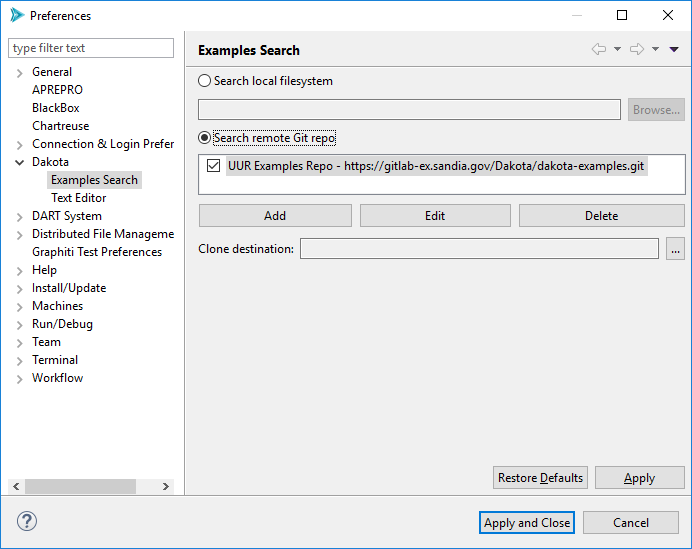 Preferences
type filter text
General
APREPRO
BlackBox
Chartreuse
Connection & Login Prefer
Dakota
Examples Search
Text Editor
DART System
Distributed File Manageme
Graphiti Test Preferences
Help
Install/Update
Machines
Run/Debug
Team
Terminal
Workflow
Examples Search
Search local filesystem
Browse...
Search remote Git repo
UUR Examples Repo - https://gitlab-ex.sandia.gov/Dakota/dakota-examples.git
Add Edit Delete
Clone destination: ...
Restore Defaults Apply
? Apply and Close Cancel